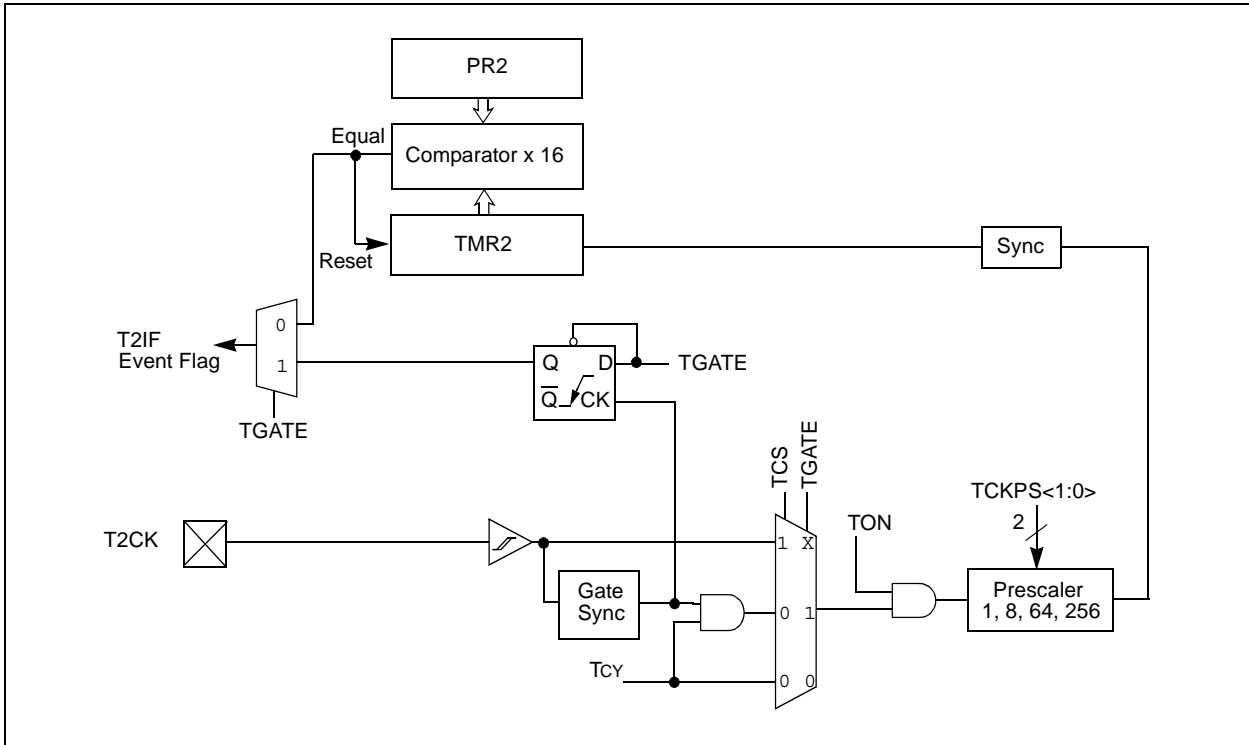 PR2
Equal
Comparator x 16
TMR2
Reset
Sync
T2IF
Event Flag
0
1
TGATE
Q
D
Q
CK
TGATE
TCS
TGATE
TCKPS<1:0>
2
TON
T2CK
1 X
Gate
Sync
0 1
Prescaler
1, 8, 64, 256
TCY
0 0